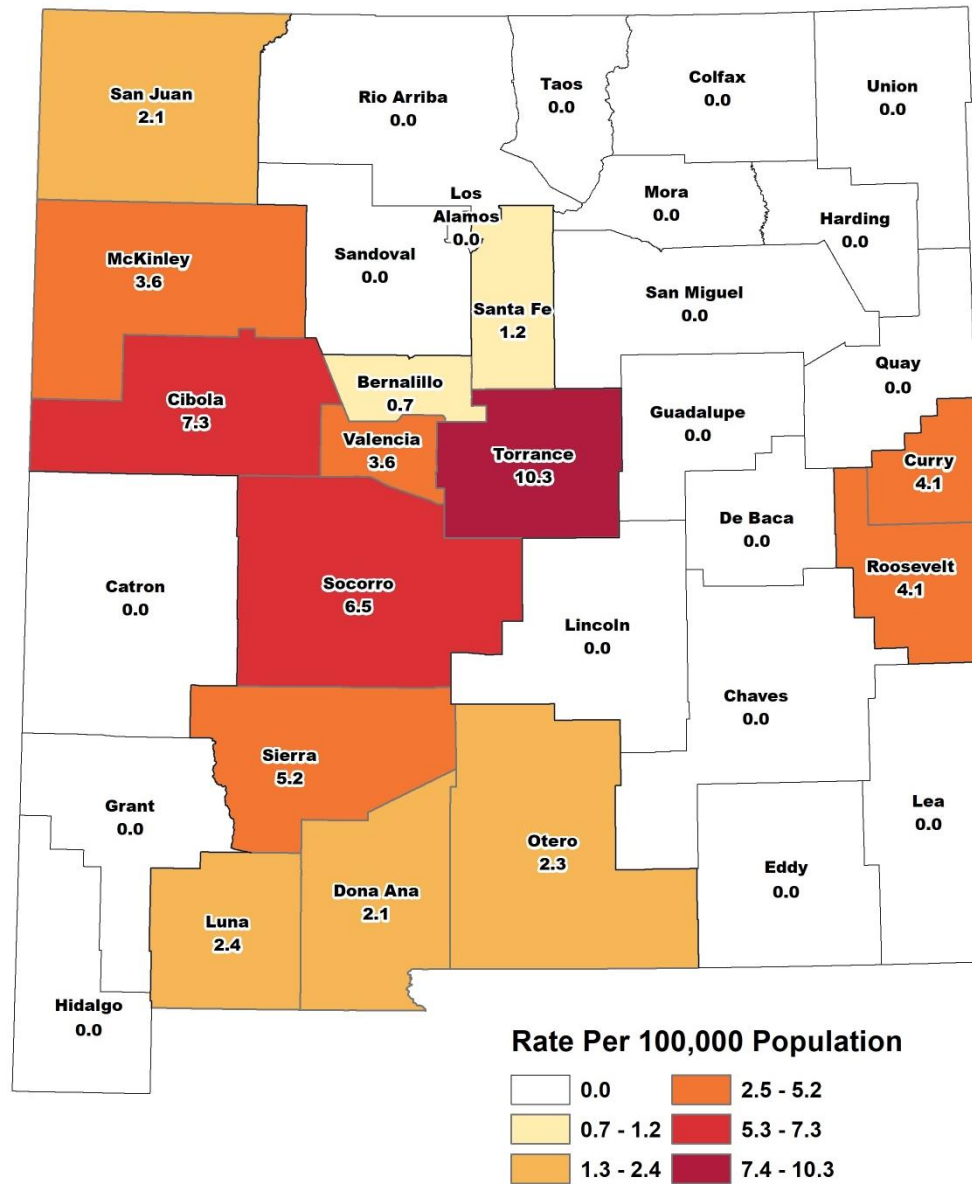 San Juan
2.1
Rio Arriba
0.0
Taos
0.0
Colfax
0.0
Union
0.0
McKinley
3.6
Sandoval
0.0
Los
Alamos
0.0
Santa Fe
1.2
Mora
0.0
Harding
0.0
San Miguel
0.0
Quay
0.0
Cibola
7.3
Bernalillo
0.7
Valencia
3.6
Torrance
10.3
Guadalupe
0.0
Curry
4.1
De Baca
0.0
Roosevelt
4.1
Catron
0.0
Socorro
6.5
Lincoln
0.0
Chaves
0.0
Sierra
5.2
Grant
0.0
Otero
2.3
Lea
0.0
Eddy
0.0
Dona Ana
2.1
Luna
2.4
Hidalgo
0.0
Rate Per 100,000 Population
0.0
0.7 - 1.2
1.3 - 2.4
2.5 - 5.2
5.3 - 7.3
7.4 - 10.3